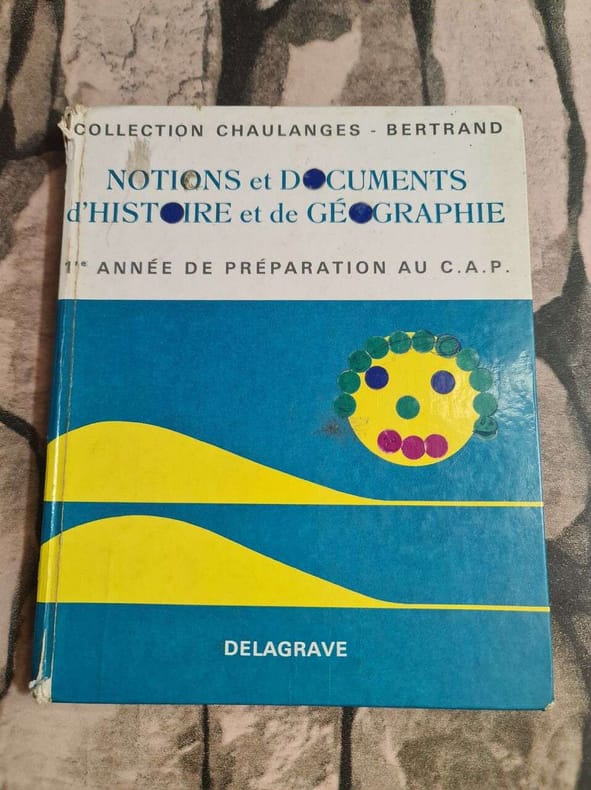 COLLECTION CHAULANGES - BERTRAND
NOTIONS et DOCUMENTS
d'HISTOIRE et de GÉOGRAPHIE
1re ANNÉE DE PRÉPARATION AU C.A.P.
DELAGRAVE